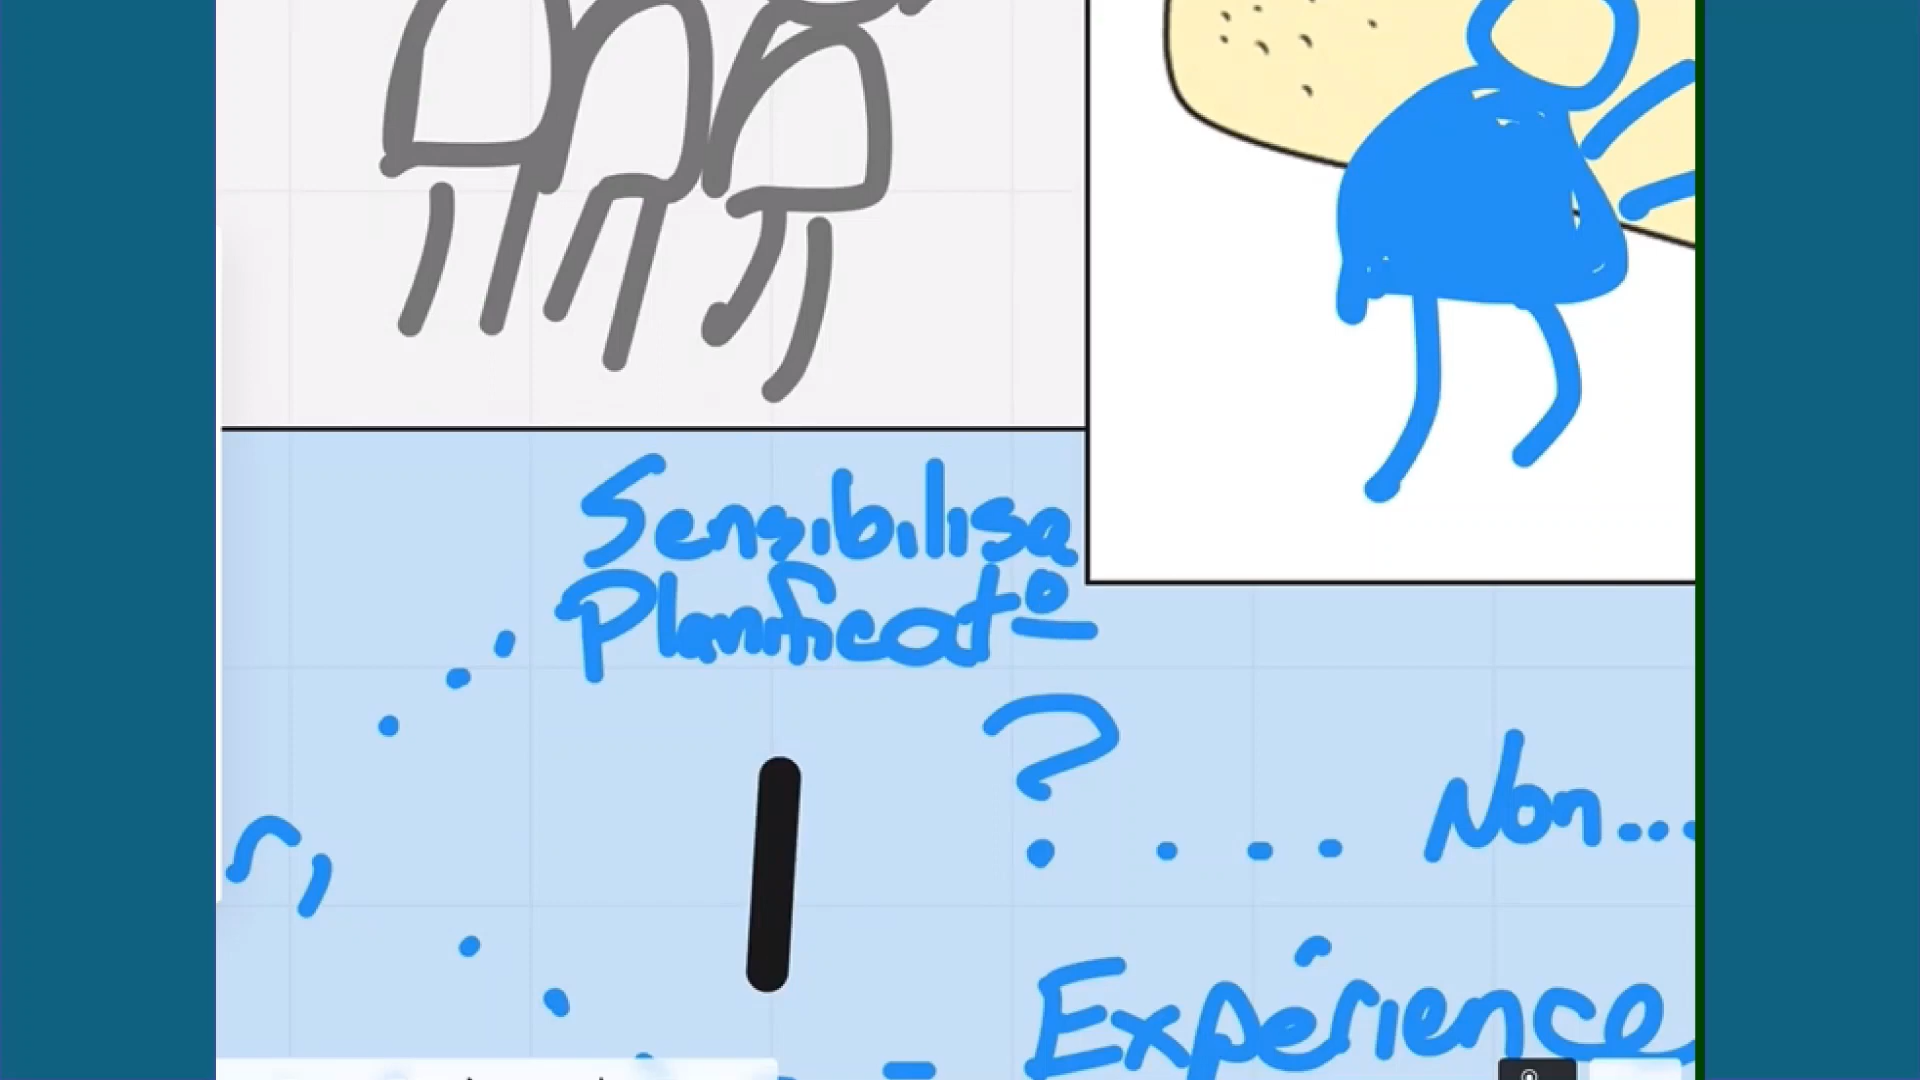 Sensibilisa
Planificat°
?
.... Non...
Expérience